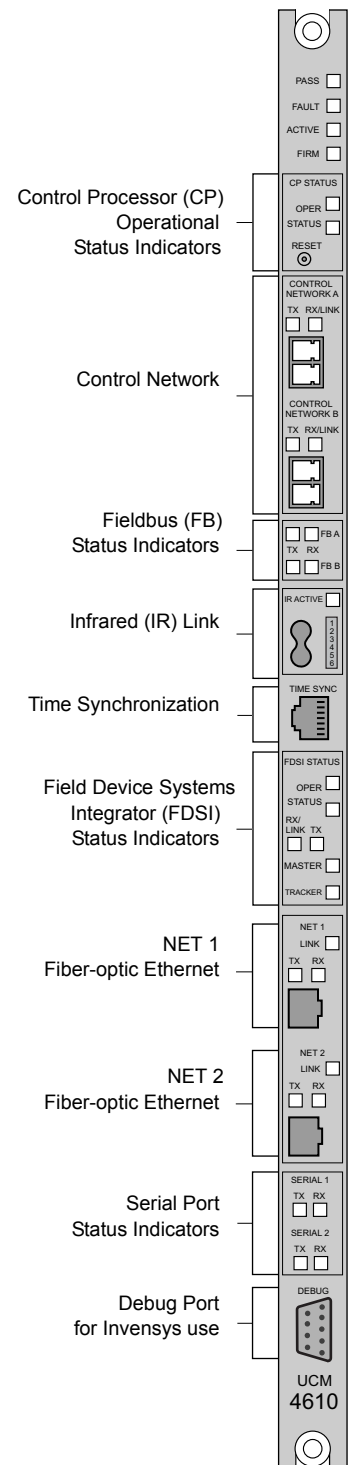 PASS
FAULT
ACTIVE
FIRM
Control Processor (CP)
Operational
Status Indicators
CP STATUS
OPER
STATUS
RESET
Control Network
CONTROL
NETWORK A
TX RX/LINK
CONTROL
NETWORK B
TX RX/LINK
Fieldbus (FB)
Status Indicators
FB A
TX RX
FB B
Infrared (IR) Link
IR ACTIVE
1
2
3
4
5
6
Time Synchronization
TIME SYNC
Field Device Systems
Integrator (FDSI)
Status Indicators
FDSI STATUS
OPER
STATUS
RX/
LINK TX
MASTER
TRACKER
NET 1
Fiber-optic Ethernet
NET 1
LINK
TX RX
NET 2
Fiber-optic Ethernet
NET 2
LINK
TX RX
Serial Port
Status Indicators
SERIAL 1
TX RX
SERIAL 2
TX RX
Debug Port
for Invensys use
DEBUG
UCM
4610